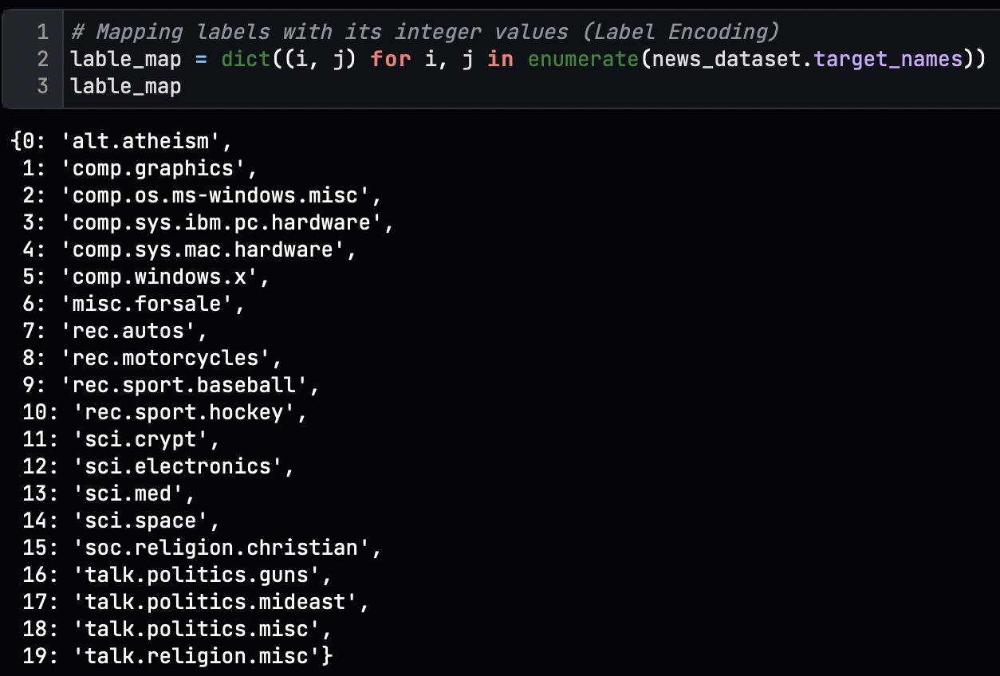 1 # Mapping labels with its integer values (Label Encoding)
2 lable_map = dict((i, j) for i, j in enumerate(news_dataset.target_names))
3 lable_map
{0: 'alt.atheism',
 1: 'comp.graphics',
 2: 'comp.os.ms-windows.misc',
 3: 'comp.sys.ibm.pc.hardware',
 4: 'comp.sys.mac.hardware',
 5: 'comp.windows.x',
 6: 'misc.forsale',
 7: 'rec.autos',
 8: 'rec.motorcycles',
 9: 'rec.sport.baseball',
 10: 'rec.sport.hockey',
 11: 'sci.crypt',
 12: 'sci.electronics',
 13: 'sci.med',
 14: 'sci.space',
 15: 'soc.religion.christian',
 16: 'talk.politics.guns',
 17: 'talk.politics.mideast',
 18: 'talk.politics.misc',
 19: 'talk.religion.misc'}